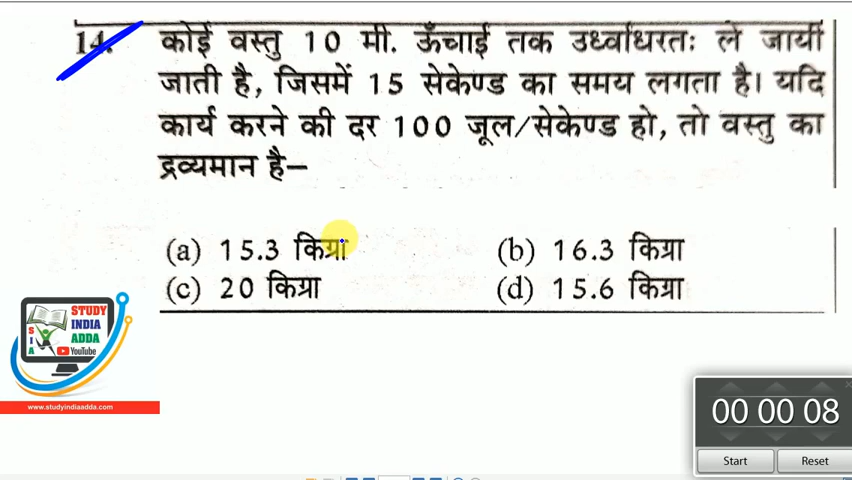 14. कोई वस्तु 10 मी. ऊँचाई तक उर्ध्वाधरतः ले जायी
जाती है, जिसमें 15 सेकेण्ड का समय लगता है। यदि
कार्य करने की दर 100 जूल/सेकेण्ड हो, तो वस्तु का
द्रव्यमान है–
(a) 15.3 किग्रा (b) 16.3 किग्रा
(c) 20 किग्रा (d) 15.6 किग्रा
STUDY
INDIA
ADDA
YouTube
SIA
www.studyindiaadda.com
00 00 08
Start Reset